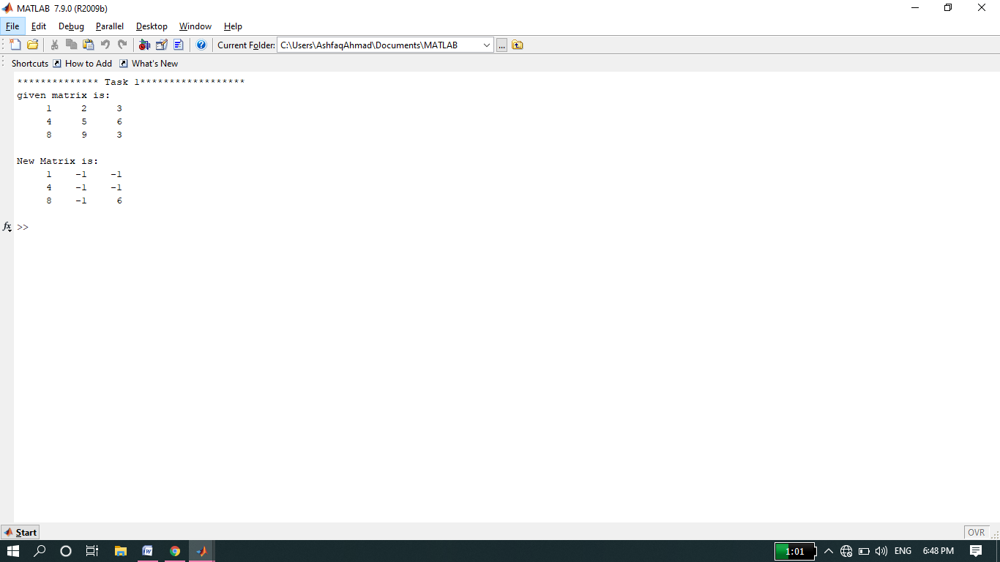 MATLAB 7.9.0 (R2009b)
File Edit Debug Parallel Desktop Window Help
Current Folder: C:\Users\AshfaqAhmad\Documents\MATLAB ...
Shortcuts How to Add What's New
************** Task 1******************
given matrix is:
1 2 3
4 5 6
8 9 3
New Matrix is:
1 -1 -1
4 -1 -1
8 -1 6
fx >>
Start OVR
1:01 ENG 6:48 PM